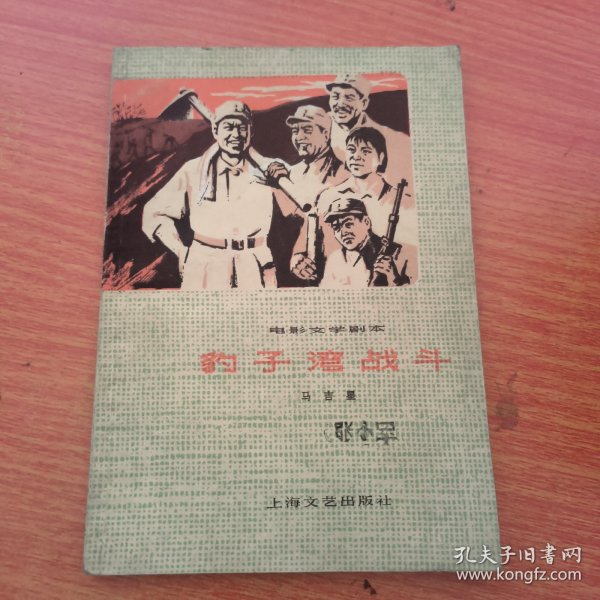 电影文学剧本
豹子湾战斗
马吉星
上海文艺出版社
孔夫子旧书网
www.kongfz.com